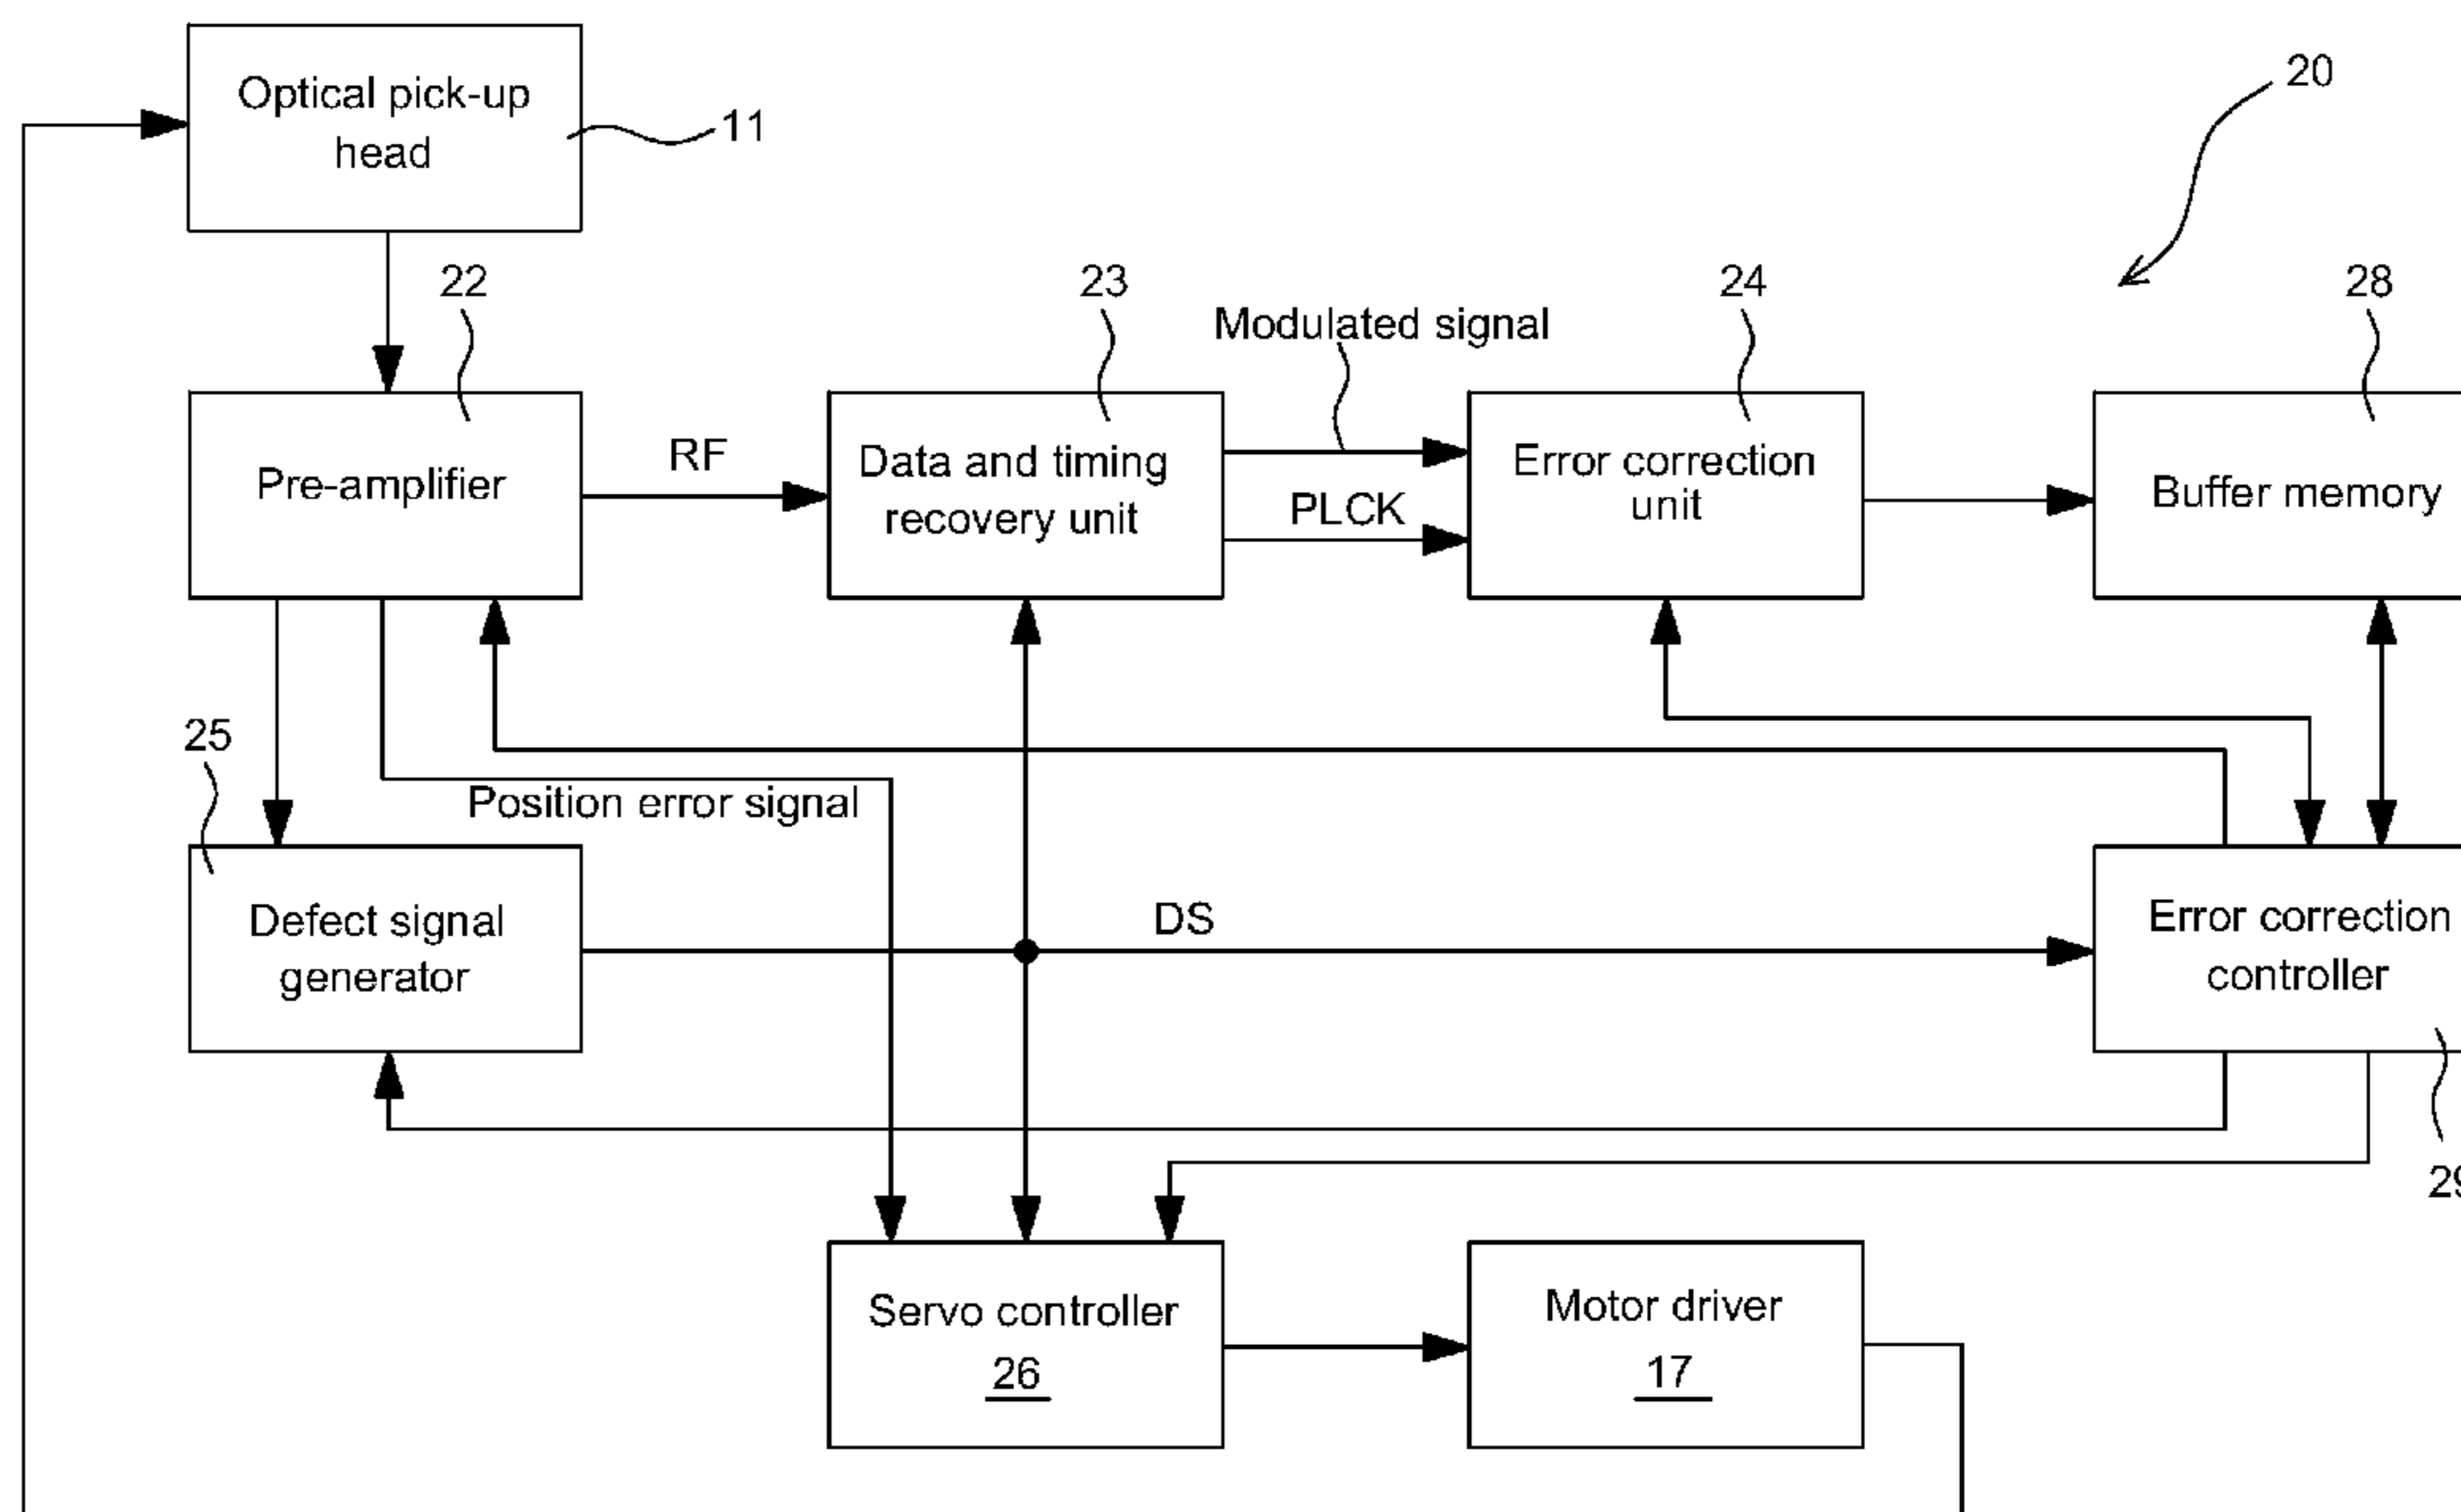 Optical pick-up
head
11
20
22
23
24
28
Modulated signal
Pre-amplifier
RF
Data and timing
recovery unit
PLCK
Error correction
unit
Buffer memory
25
Position error signal
Defect signal
generator
DS
Error correction
controller
29
Servo controller
26
Motor driver
17